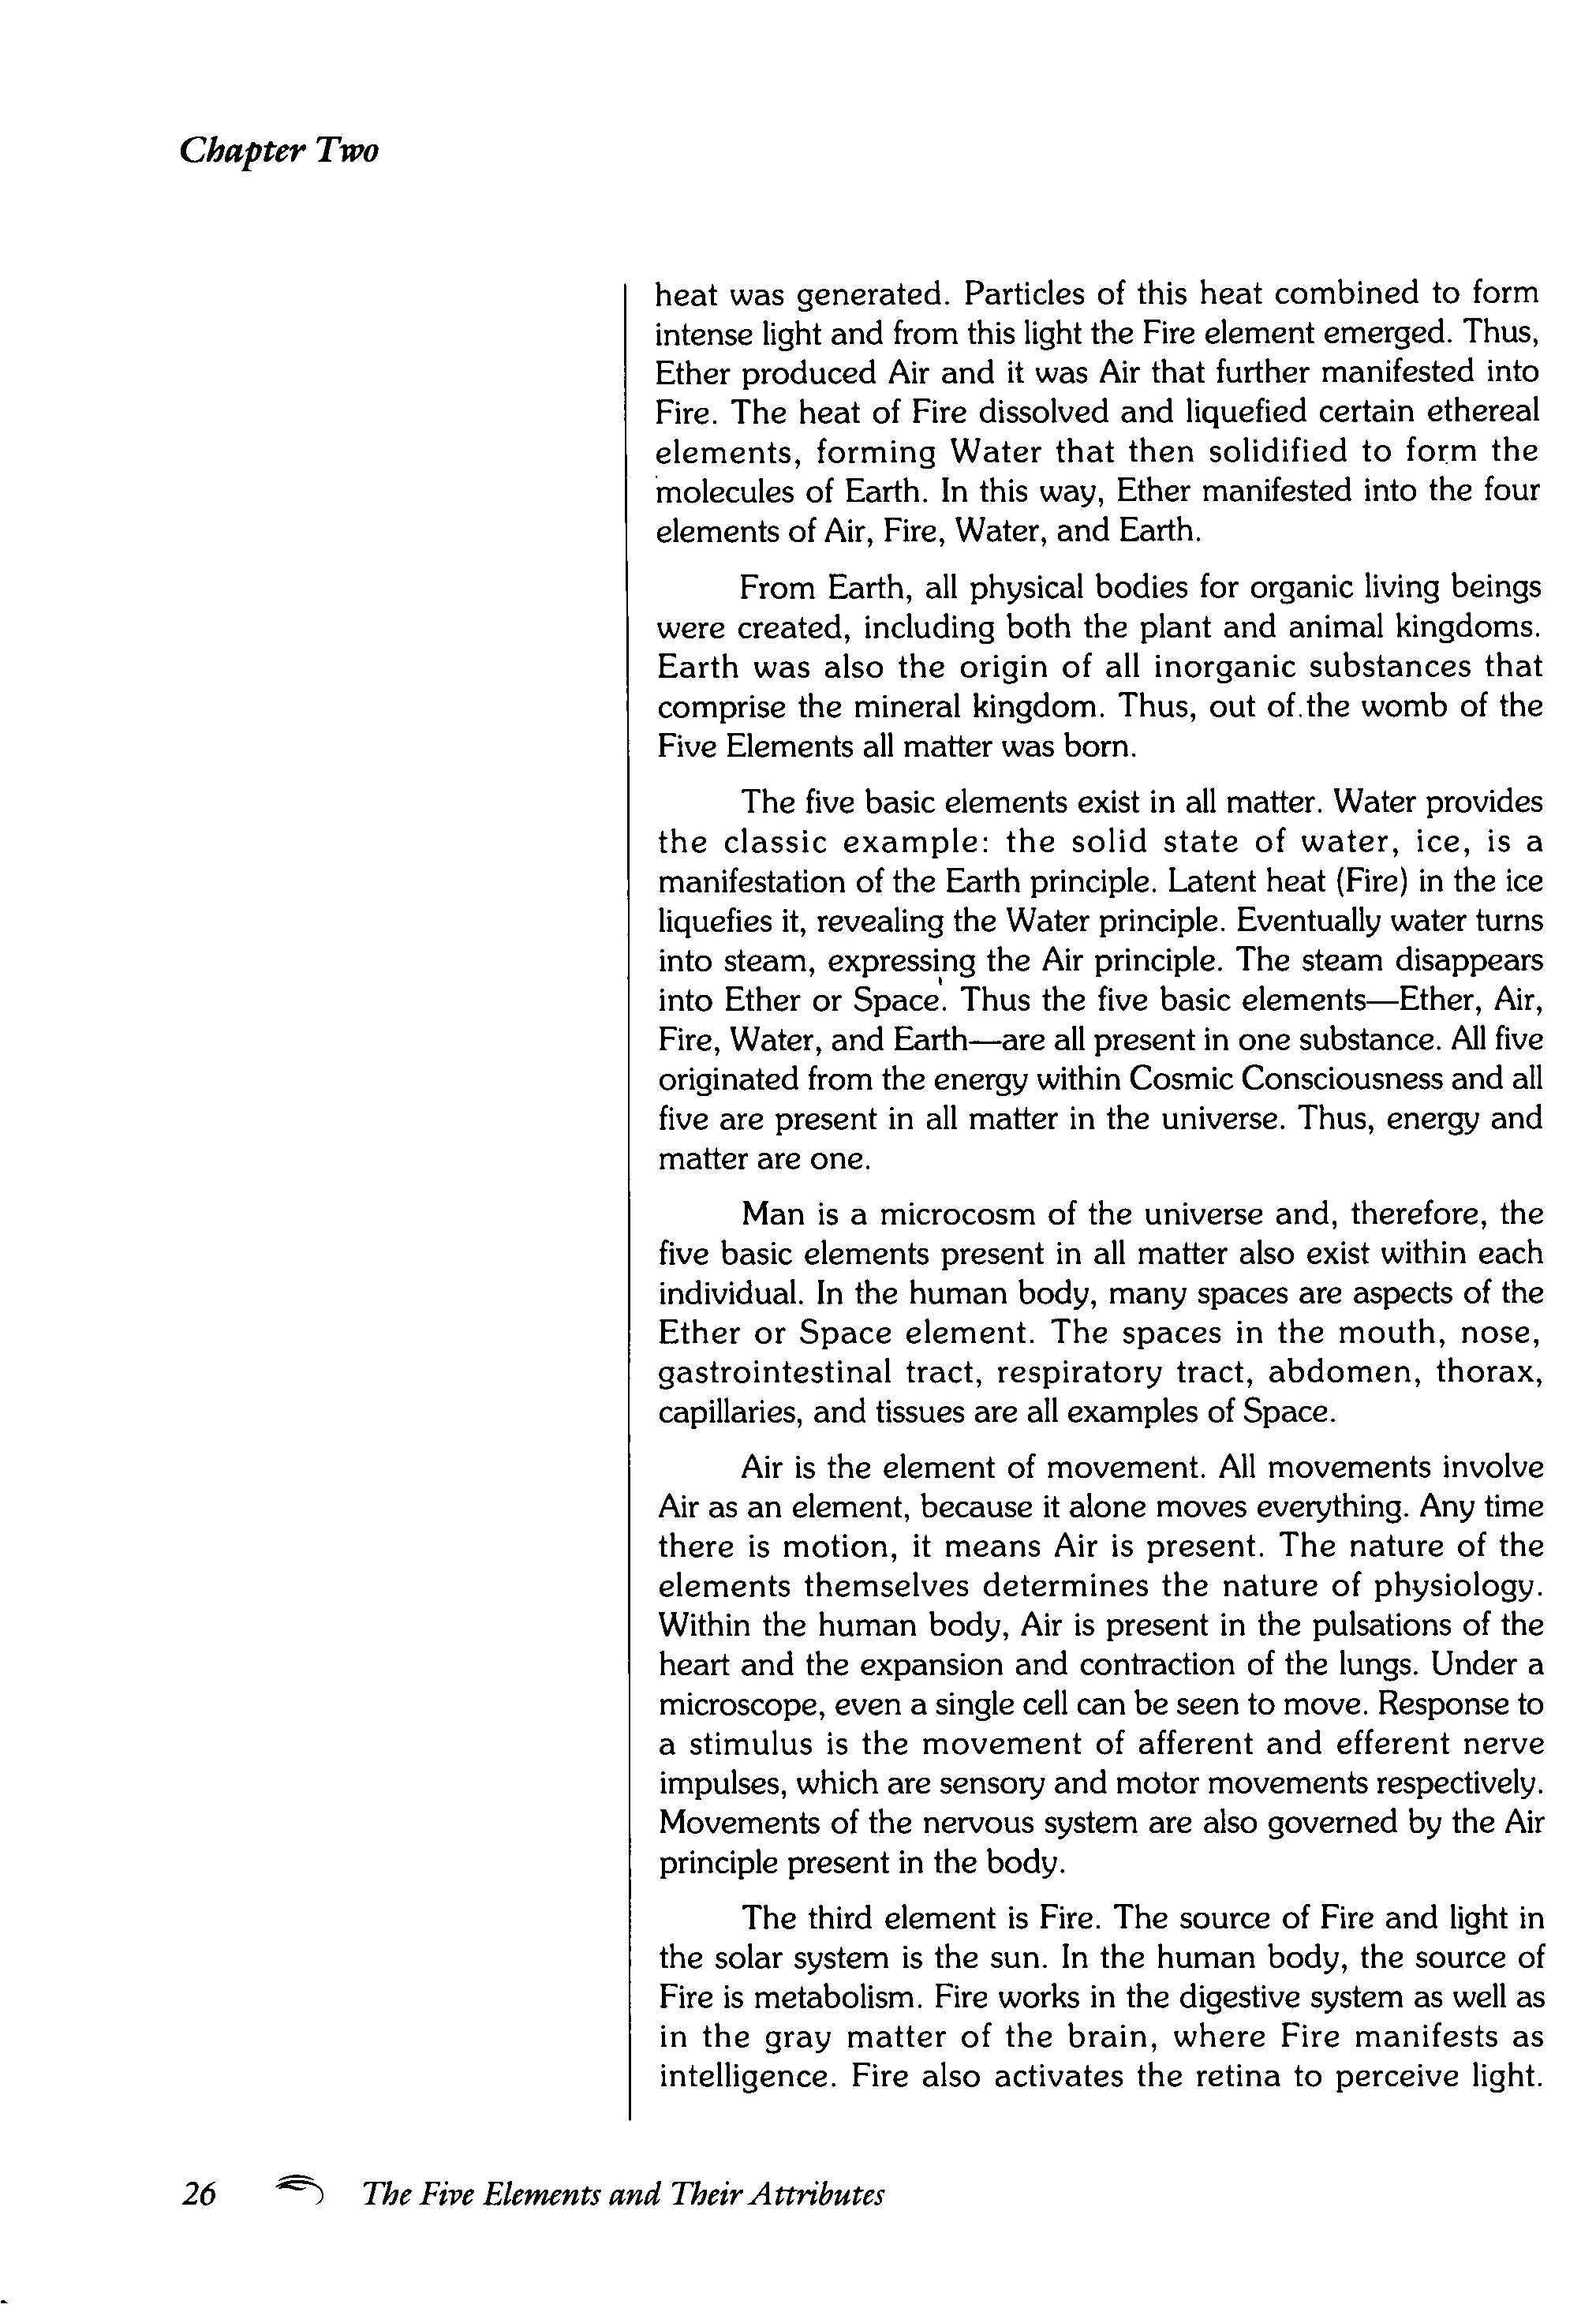 Chapter Two
heat was generated. Particles of this heat combined to form
intense light and from this light the Fire element emerged. Thus,
Ether produced Air and it was Air that further manifested into
Fire. The heat of Fire dissolved and liquefied certain ethereal
elements, forming Water that then solidified to form the
molecules of Earth. In this way, Ether manifested into the four
elements of Air, Fire, Water, and Earth.
From Earth, all physical bodies for organic living beings
were created, including both the plant and animal kingdoms.
Earth was also the origin of all inorganic substances that
comprise the mineral kingdom. Thus, out of the womb of the
Five Elements all matter was born.
The five basic elements exist in all matter. Water provides
the classic example: the solid state of water, ice, is a
manifestation of the Earth principle. Latent heat (Fire) in the ice
liquefies it, revealing the Water principle. Eventually water turns
into steam, expressing the Air principle. The steam disappears
into Ether or Space. Thus the five basic elements—Ether, Air,
Fire, Water, and Earth—are all present in one substance. All five
originated from the energy within Cosmic Consciousness and all
five are present in all matter in the universe. Thus, energy and
matter are one.
Man is a microcosm of the universe and, therefore, the
five basic elements present in all matter also exist within each
individual. In the human body, many spaces are aspects of the
Ether or Space element. The spaces in the mouth, nose,
gastrointestinal tract, respiratory tract, abdomen, thorax,
capillaries, and tissues are all examples of Space.
Air is the element of movement. All movements involve
Air as an element, because it alone moves everything. Any time
there is motion, it means Air is present. The nature of the
elements themselves determines the nature of physiology.
Within the human body, Air is present in the pulsations of the
heart and the expansion and contraction of the lungs. Under a
microscope, even a single cell can be seen to move. Response to
a stimulus is the movement of afferent and efferent nerve
impulses, which are sensory and motor movements respectively.
Movements of the nervous system are also governed by the Air
principle present in the body.
The third element is Fire. The source of Fire and light in
the solar system is the sun. In the human body, the source of
Fire is metabolism. Fire works in the digestive system as well as
in the gray matter of the brain, where Fire manifests as
intelligence. Fire also activates the retina to perceive light.
26 The Five Elements and Their Attributes